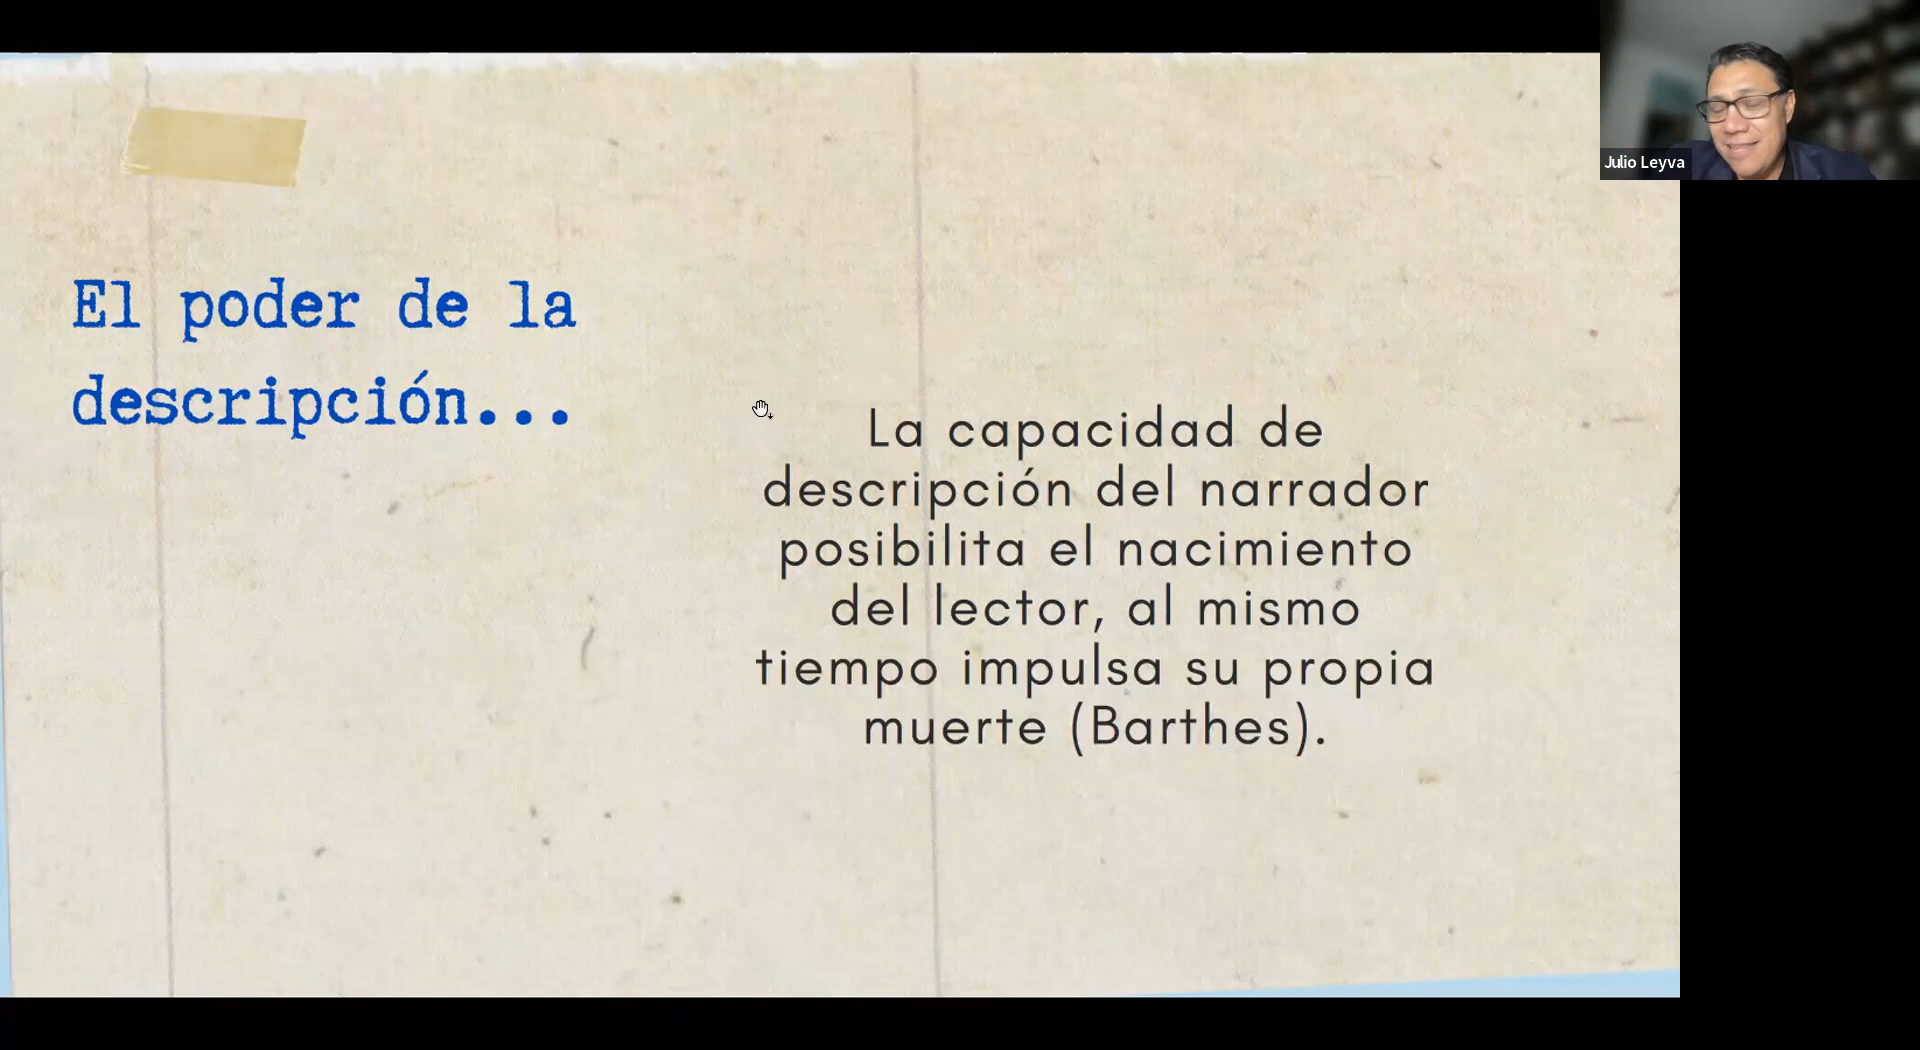 El poder de la
descripción...
La capacidad de
descripción del narrador
posibilita el nacimiento
del lector, al mismo
tiempo impulsa su propia
muerte (Barthes).
Julio Leyva